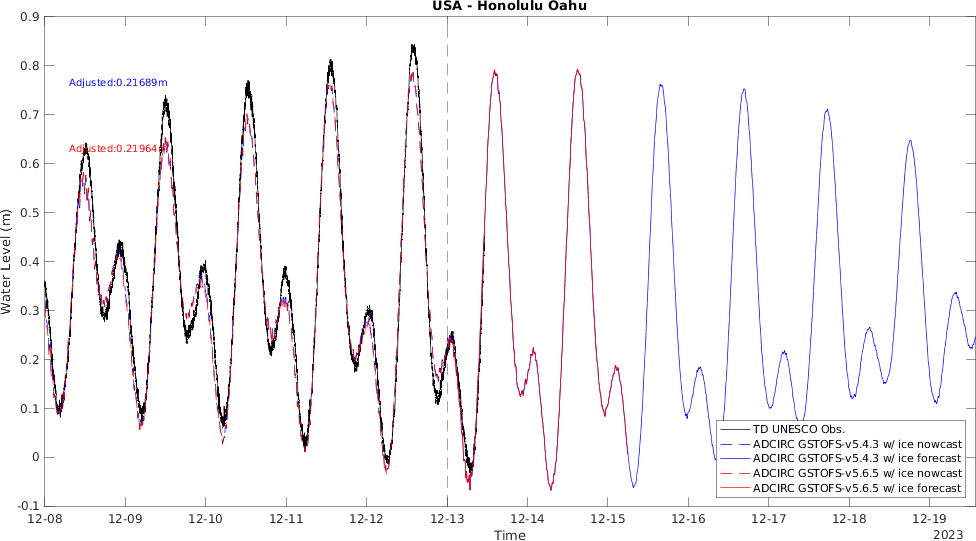 USA - Honolulu Oahu
0.9
0.8
0.7
0.6
0.5
0.4
0.3
0.2
0.1
0
-0.1
Water Level (m)
Adjusted:0.21689m
Adjusted:0.21964m
TD UNESCO Obs.
ADCIRC GSTOFS-v5.4.3 w/ ice nowcast
ADCIRC GSTOFS-v5.4.3 w/ ice forecast
ADCIRC GSTOFS-v5.6.5 w/ ice nowcast
ADCIRC GSTOFS-v5.6.5 w/ ice forecast
12-08 12-09 12-10 12-11 12-12 12-13 12-14 12-15 12-16 12-17 12-18 12-19
Time
2023